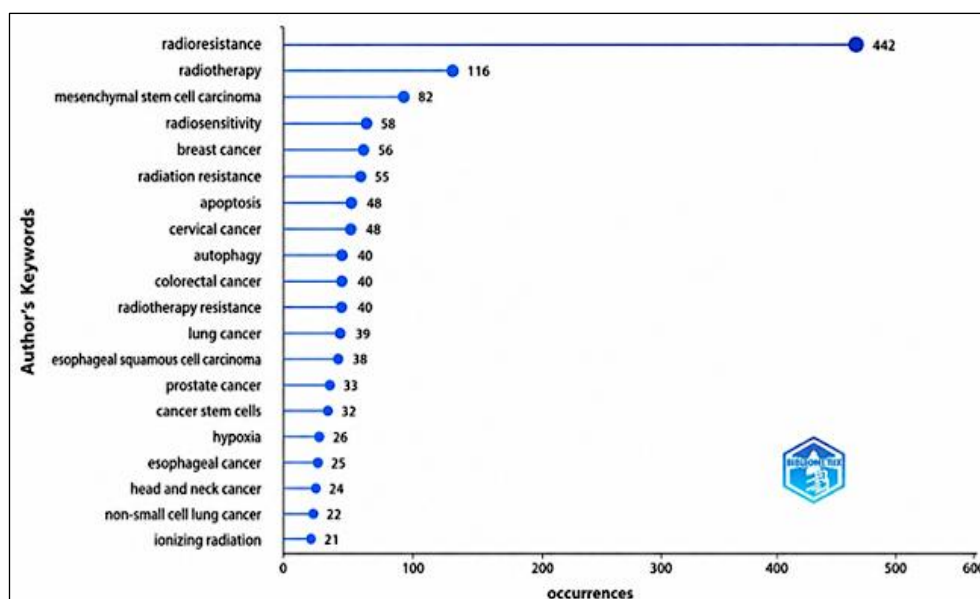 Author's Keywords
radioresistance 442
radiotherapy 116
mesenchymal stem cell carcinoma 82
radiosensitivity 58
breast cancer 56
radiation resistance 55
apoptosis 48
cervical cancer 48
autophagy 40
colorectal cancer 40
radiotherapy resistance 40
lung cancer 39
esophageal squamous cell carcinoma 38
prostate cancer 33
cancer stem cells 32
hypoxia 26
esophageal cancer 25
head and neck cancer 24
non-small cell lung cancer 22
ionizing radiation 21
0 100 200 300 400 500 600
occurrences